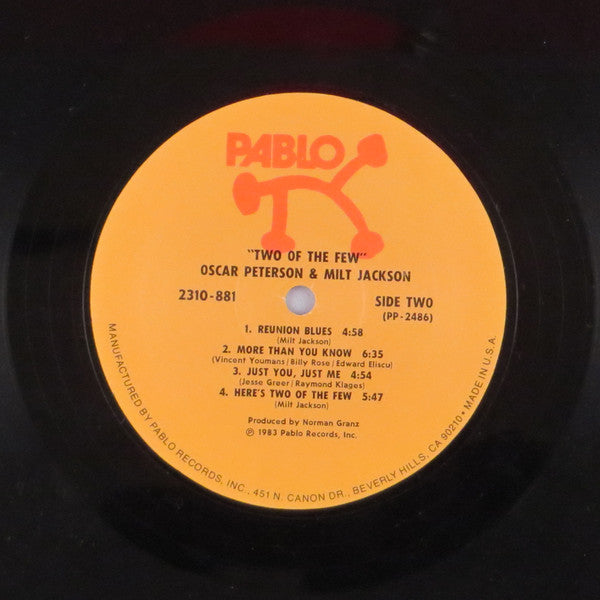 PABLO
"TWO OF THE FEW"
OSCAR PETERSON & MILT JACKSON
2310-881 SIDE TWO
(PP-2486)
1. REUNION BLUES 4:58
(Milt Jackson)
2. MORE THAN YOU KNOW 6:35
(Vincent Youmans/Billy Rose/Edward Eliscu)
3. JUST YOU, JUST ME 4:54
(Jesse Greer/Raymond Klages)
4. HERE'S TWO OF THE FEW 5:47
(Milt Jackson)
Produced by Norman Granz
℗ 1983 Pablo Records, Inc.
MANUFACTURED BY PABLO RECORDS, INC., 451 N. CANON DR., BEVERLY HILLS, CA 90210 • MADE IN U.S.A.